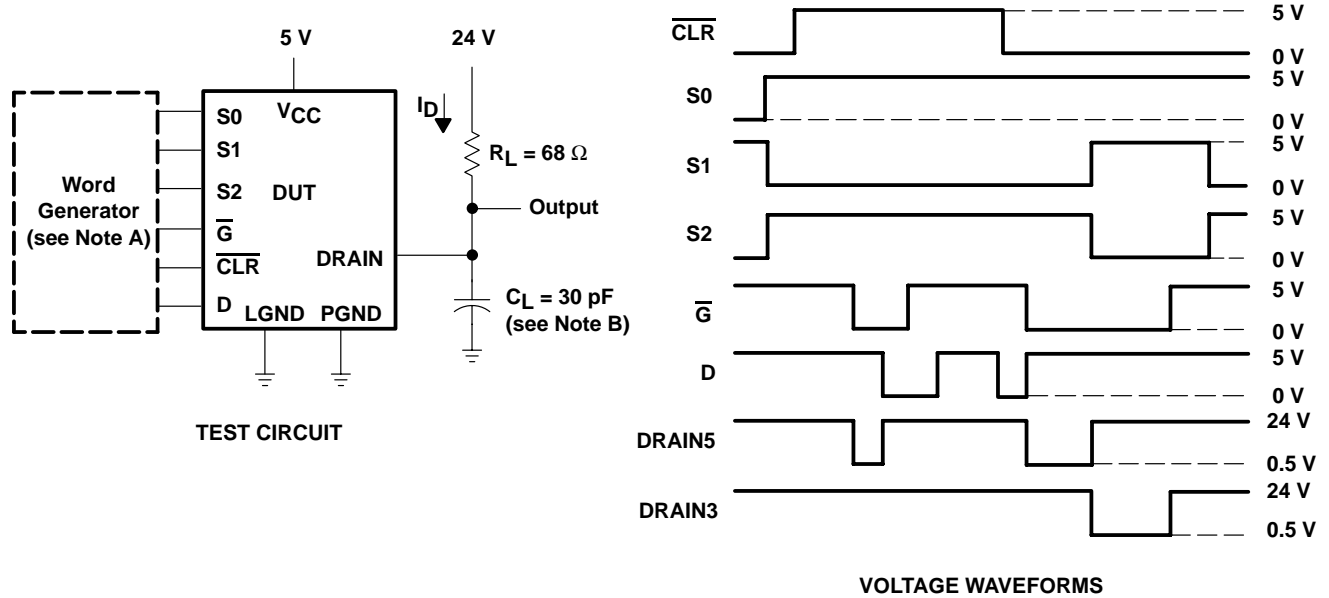 5 V
24 V
Word
Generator
(see Note A)
S0
S1
S2
G
CLR
D
VCC
DUT
DRAIN
LGND PGND
ID
RL = 68 Ω
Output
CL = 30 pF
(see Note B)
TEST CIRCUIT
CLR
5 V
0 V
S0
5 V
0 V
S1
5 V
0 V
S2
5 V
0 V
G
5 V
0 V
D
5 V
0 V
DRAIN5
24 V
0.5 V
DRAIN3
24 V
0.5 V
VOLTAGE WAVEFORMS